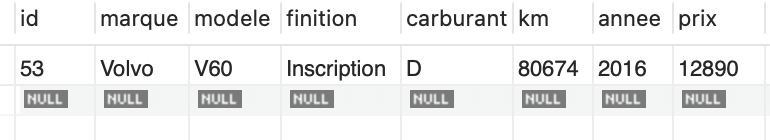 id marque modele finition carburant km annee prix
53 Volvo V60 Inscription D 80674 2016 12890
NULL NULL NULL NULL NULL NULL NULL NULL